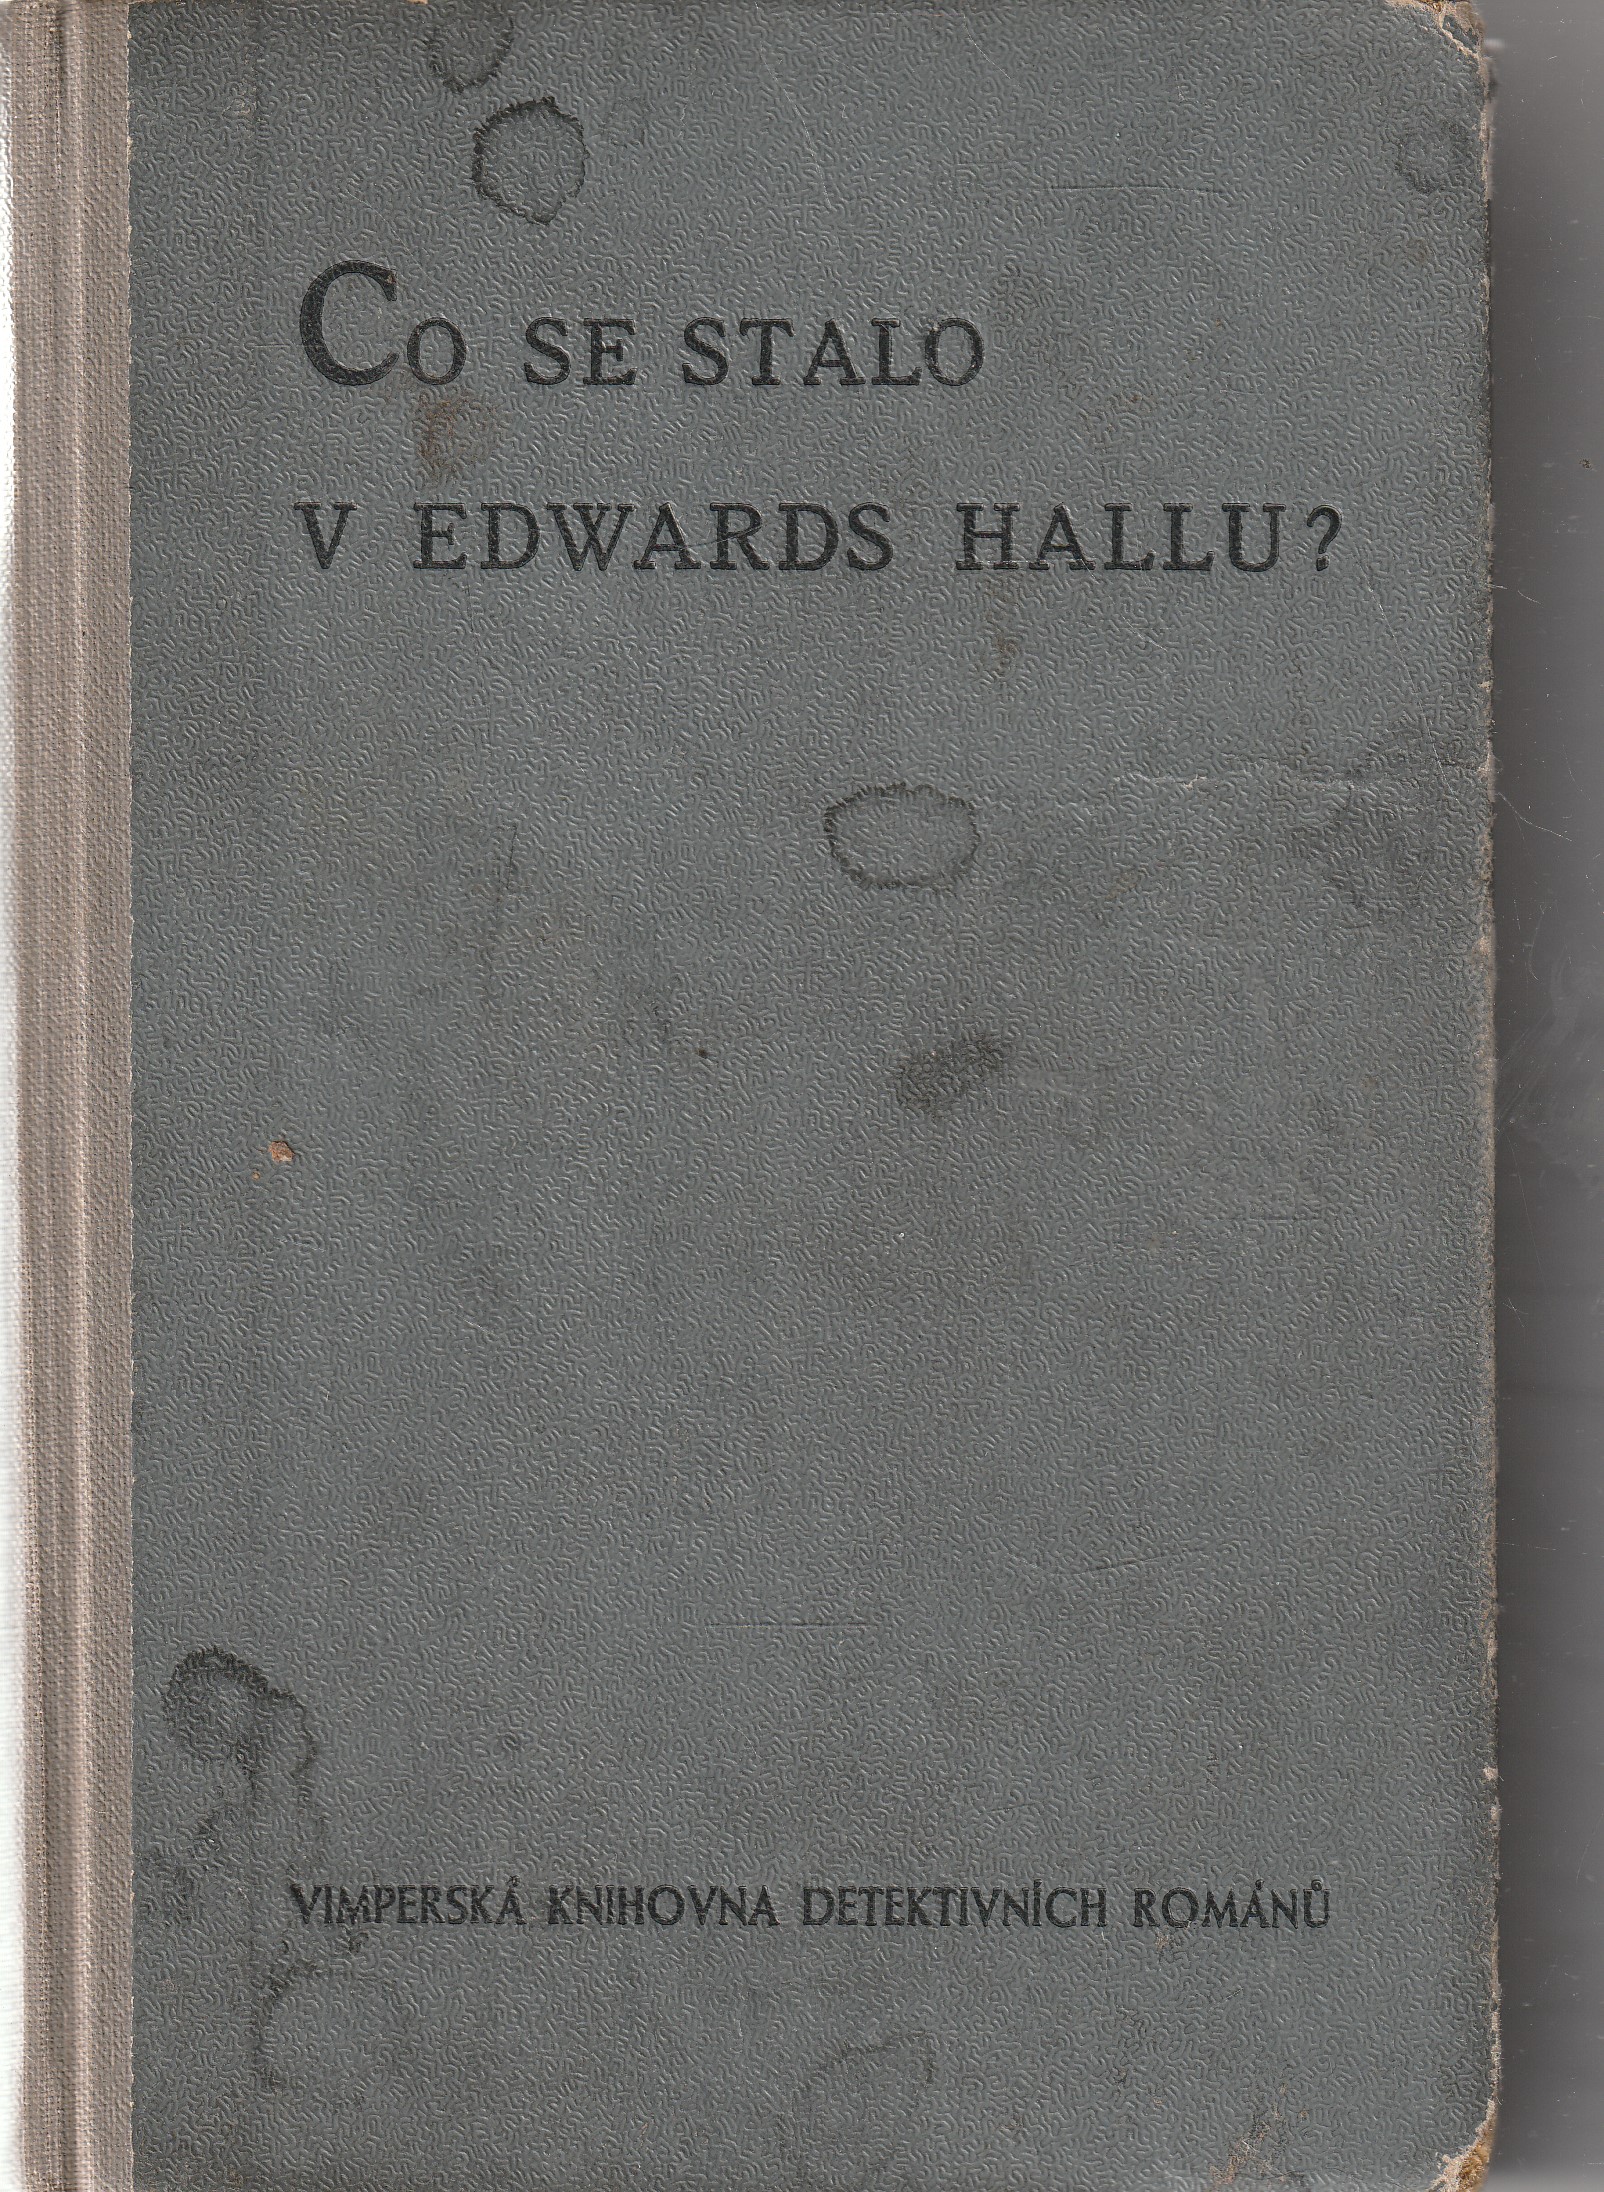 Co se stalo
v Edwards Hallu?
VIMPERSKÁ KNIHOVNA DETEKTIVNÍCH ROMÁNŮ